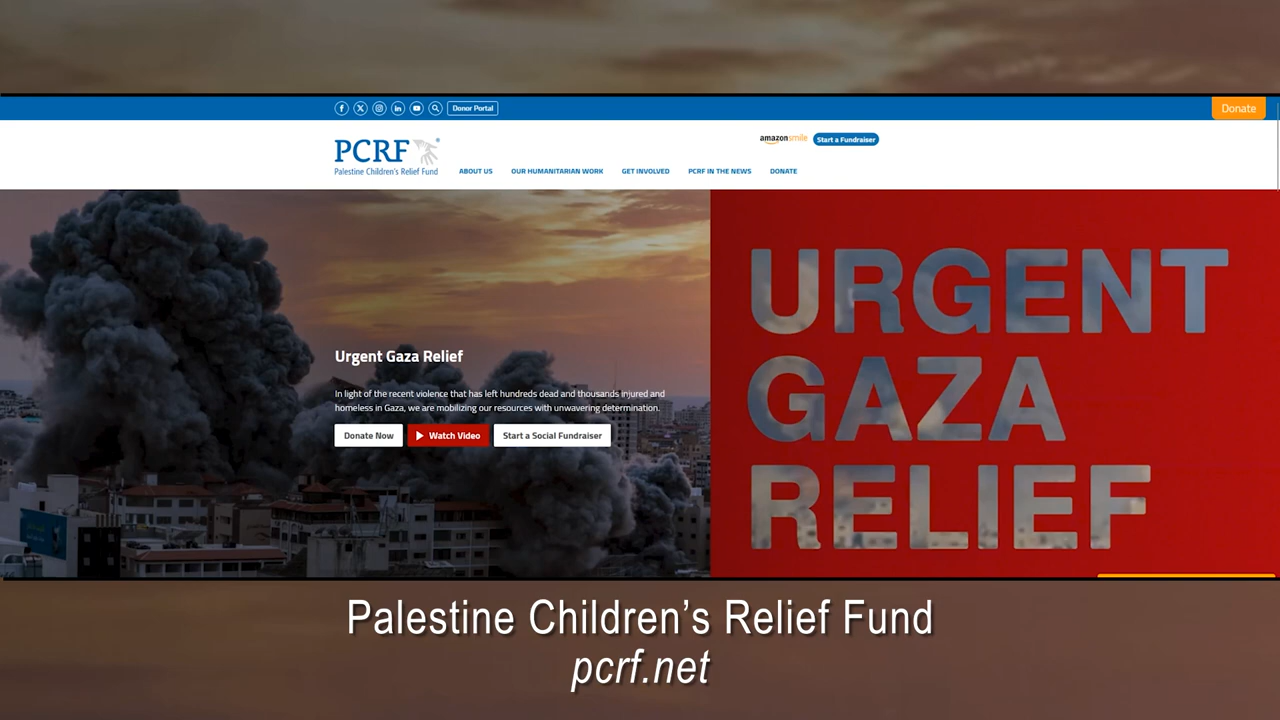 Donor Portal
Donate
PCRF
Palestine Children's Relief Fund
amazonsmile
Start a Fundraiser
ABOUT US
OUR HUMANITARIAN WORK
GET INVOLVED
PCRF IN THE NEWS
DONATE
Urgent Gaza Relief
In light of the recent violence that has left hundreds dead and thousands injured and
homeless in Gaza, we are mobilizing our resources with unwavering determination.
Donate Now
Watch Video
Start a Social Fundraiser
URGENT
GAZA
RELIEF
Palestine Children’s Relief Fund
pcrf.net